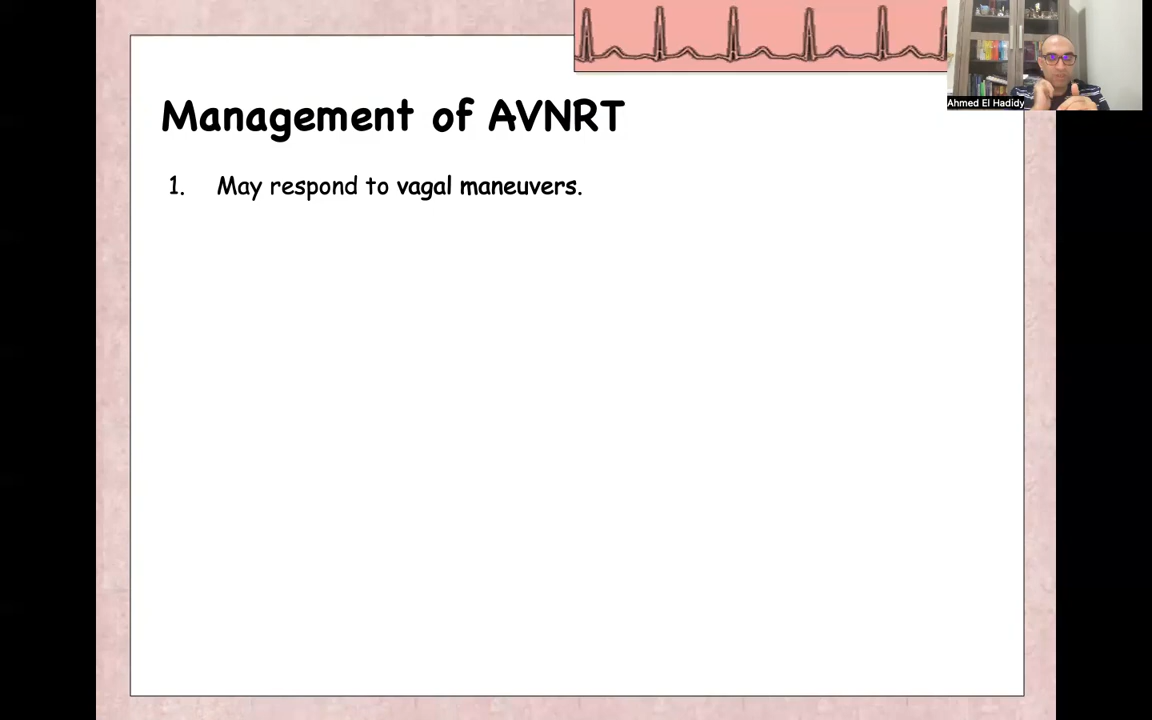 Ahmed El Hadidy
Management of AVNRT
1. May respond to vagal maneuvers.